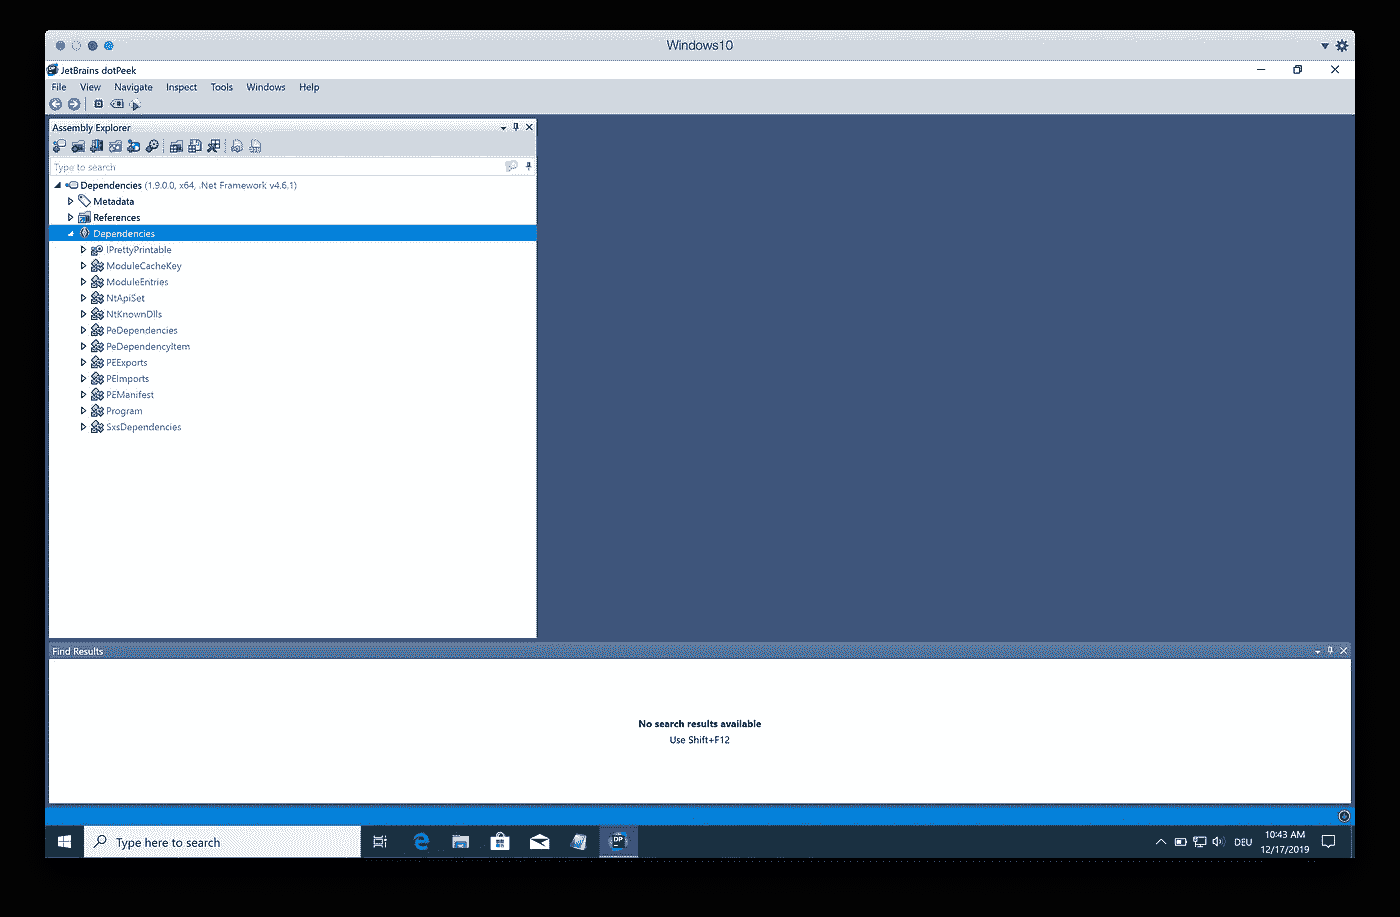 Windows10
JetBrains dotPeek
File View Navigate Inspect Tools Windows Help
Assembly Explorer
Type to search
Dependencies (1.9.0.0, x64, .Net Framework v4.6.1)
Metadata
References
Dependencies
IPrettyPrintable
ModuleCacheKey
ModuleEntries
NtApiSet
NtKnownDlls
PeDependencies
PeDependencyItem
PEExports
PEImports
PEManifest
Program
SxsDependencies
Find Results
No search results available
Use Shift+F12
Type here to search
DP
DEU
10:43 AM
12/17/2019